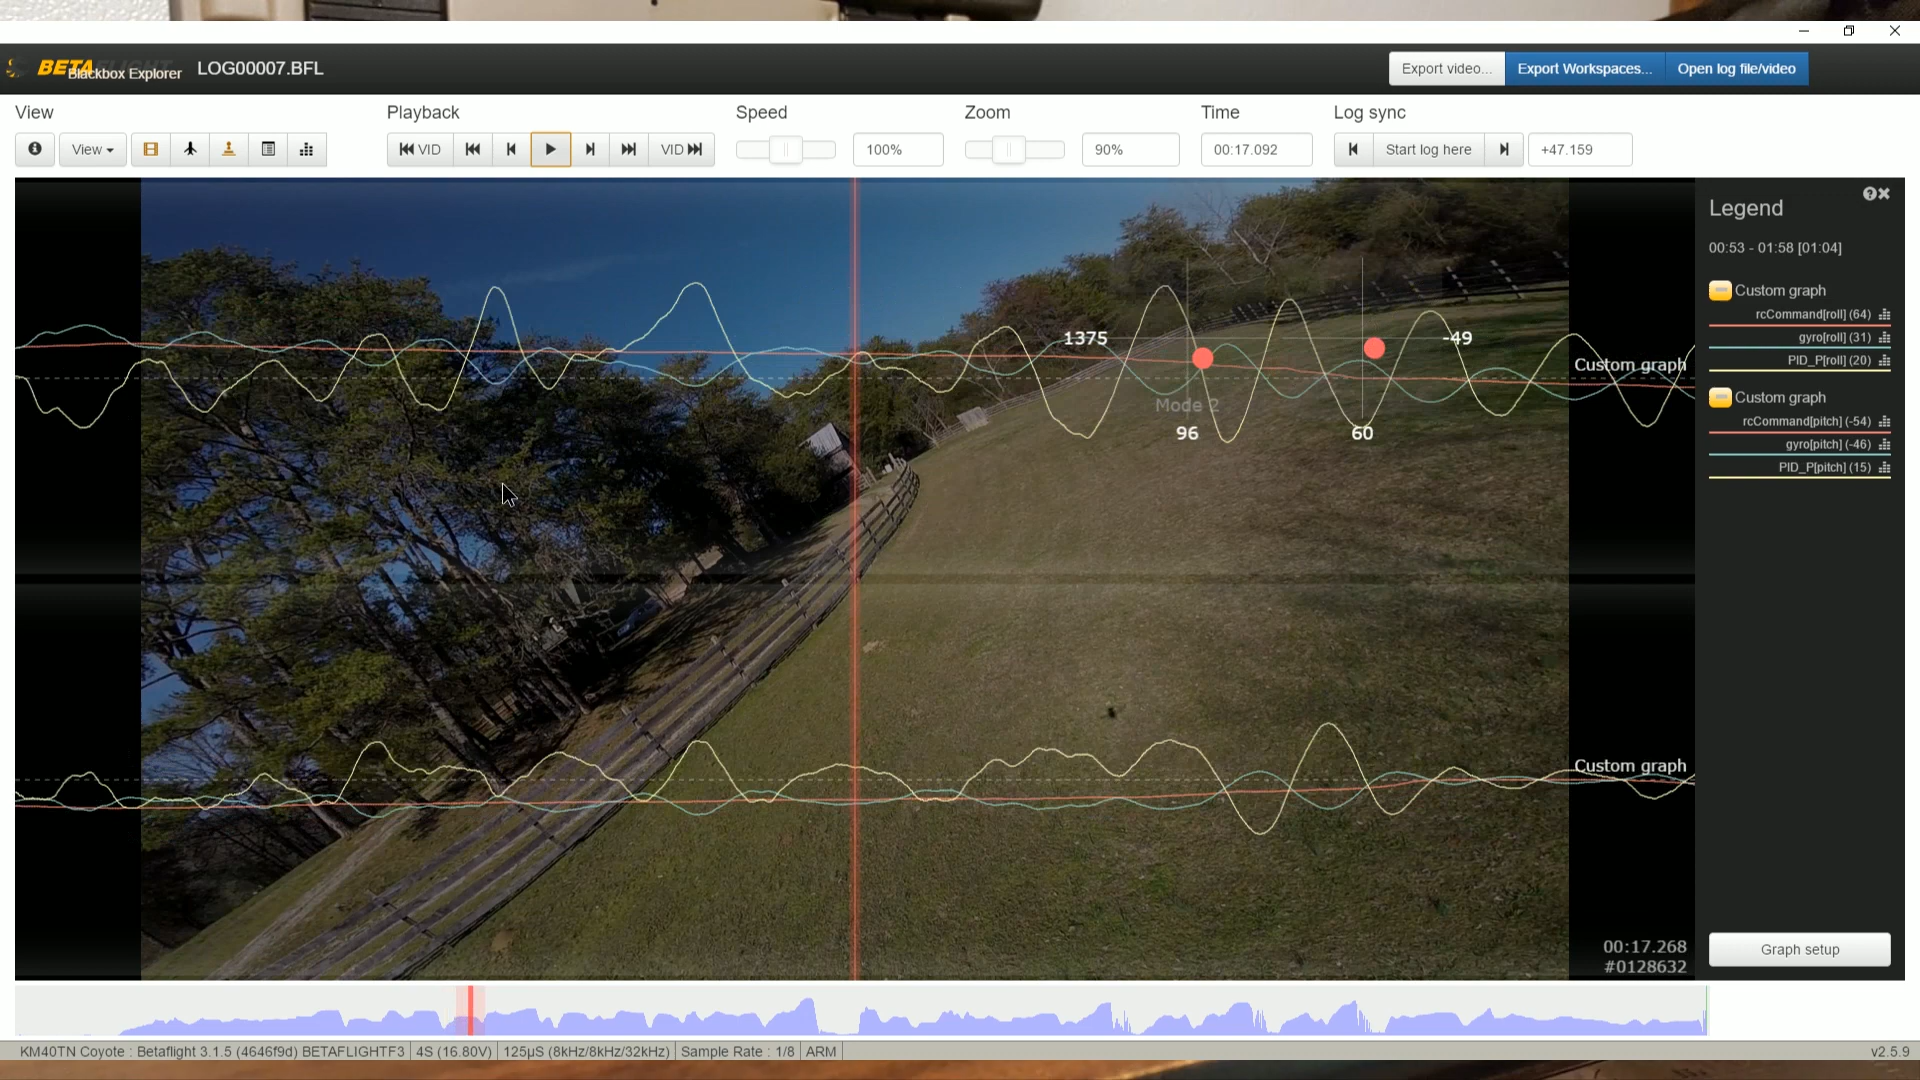 BETAFLIGHT
Blackbox Explorer
LOG00007.BFL
Export video...
Export Workspaces...
Open log file/video
View
Playback
Speed
Zoom
Time
Log sync
View
VID
VID
100%
90%
00:17.092
Start log here
+47.159
Legend
00:53 - 01:58 [01:04]
Custom graph
rcCommand[roll] (64)
gyro[roll] (31)
PID_P[roll] (20)
Custom graph
rcCommand[pitch] (-54)
gyro[pitch] (-46)
PID_P[pitch] (15)
1375
-49
Custom graph
Mode 2
96
60
Custom graph
00:17.268
#0128632
Graph setup
KM40TN Coyote : Betaflight 3.1.5 (4646f9d) BETAFLIGHTF3
4S (16.80V)
125µS (8kHz/8kHz/32kHz)
Sample Rate : 1/8
ARM
v2.5.9